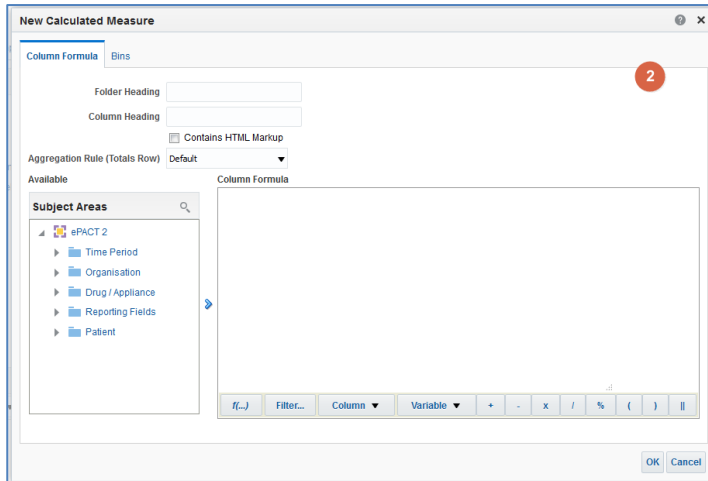 New Calculated Measure
Column Formula Bins
2
Folder Heading
Column Heading
Contains HTML Markup
Aggregation Rule (Totals Row) Default
Available Column Formula
Subject Areas
ePACT 2
Time Period
Organisation
Drug / Appliance
Reporting Fields
Patient
f(...) Filter... Column Variable + - x / % ( ) ||
OK Cancel